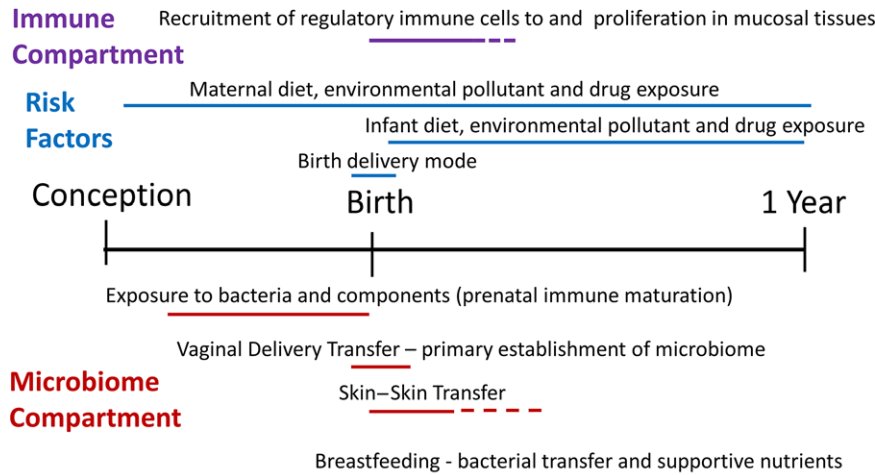 Immune
Compartment
Recruitment of regulatory immune cells to and proliferation in mucosal tissues
Risk
Factors
Maternal diet, environmental pollutant and drug exposure
Infant diet, environmental pollutant and drug exposure
Birth delivery mode
Conception
Birth
1 Year
Exposure to bacteria and components (prenatal immune maturation)
Vaginal Delivery Transfer – primary establishment of microbiome
Microbiome
Compartment
Skin–Skin Transfer
Breastfeeding - bacterial transfer and supportive nutrients